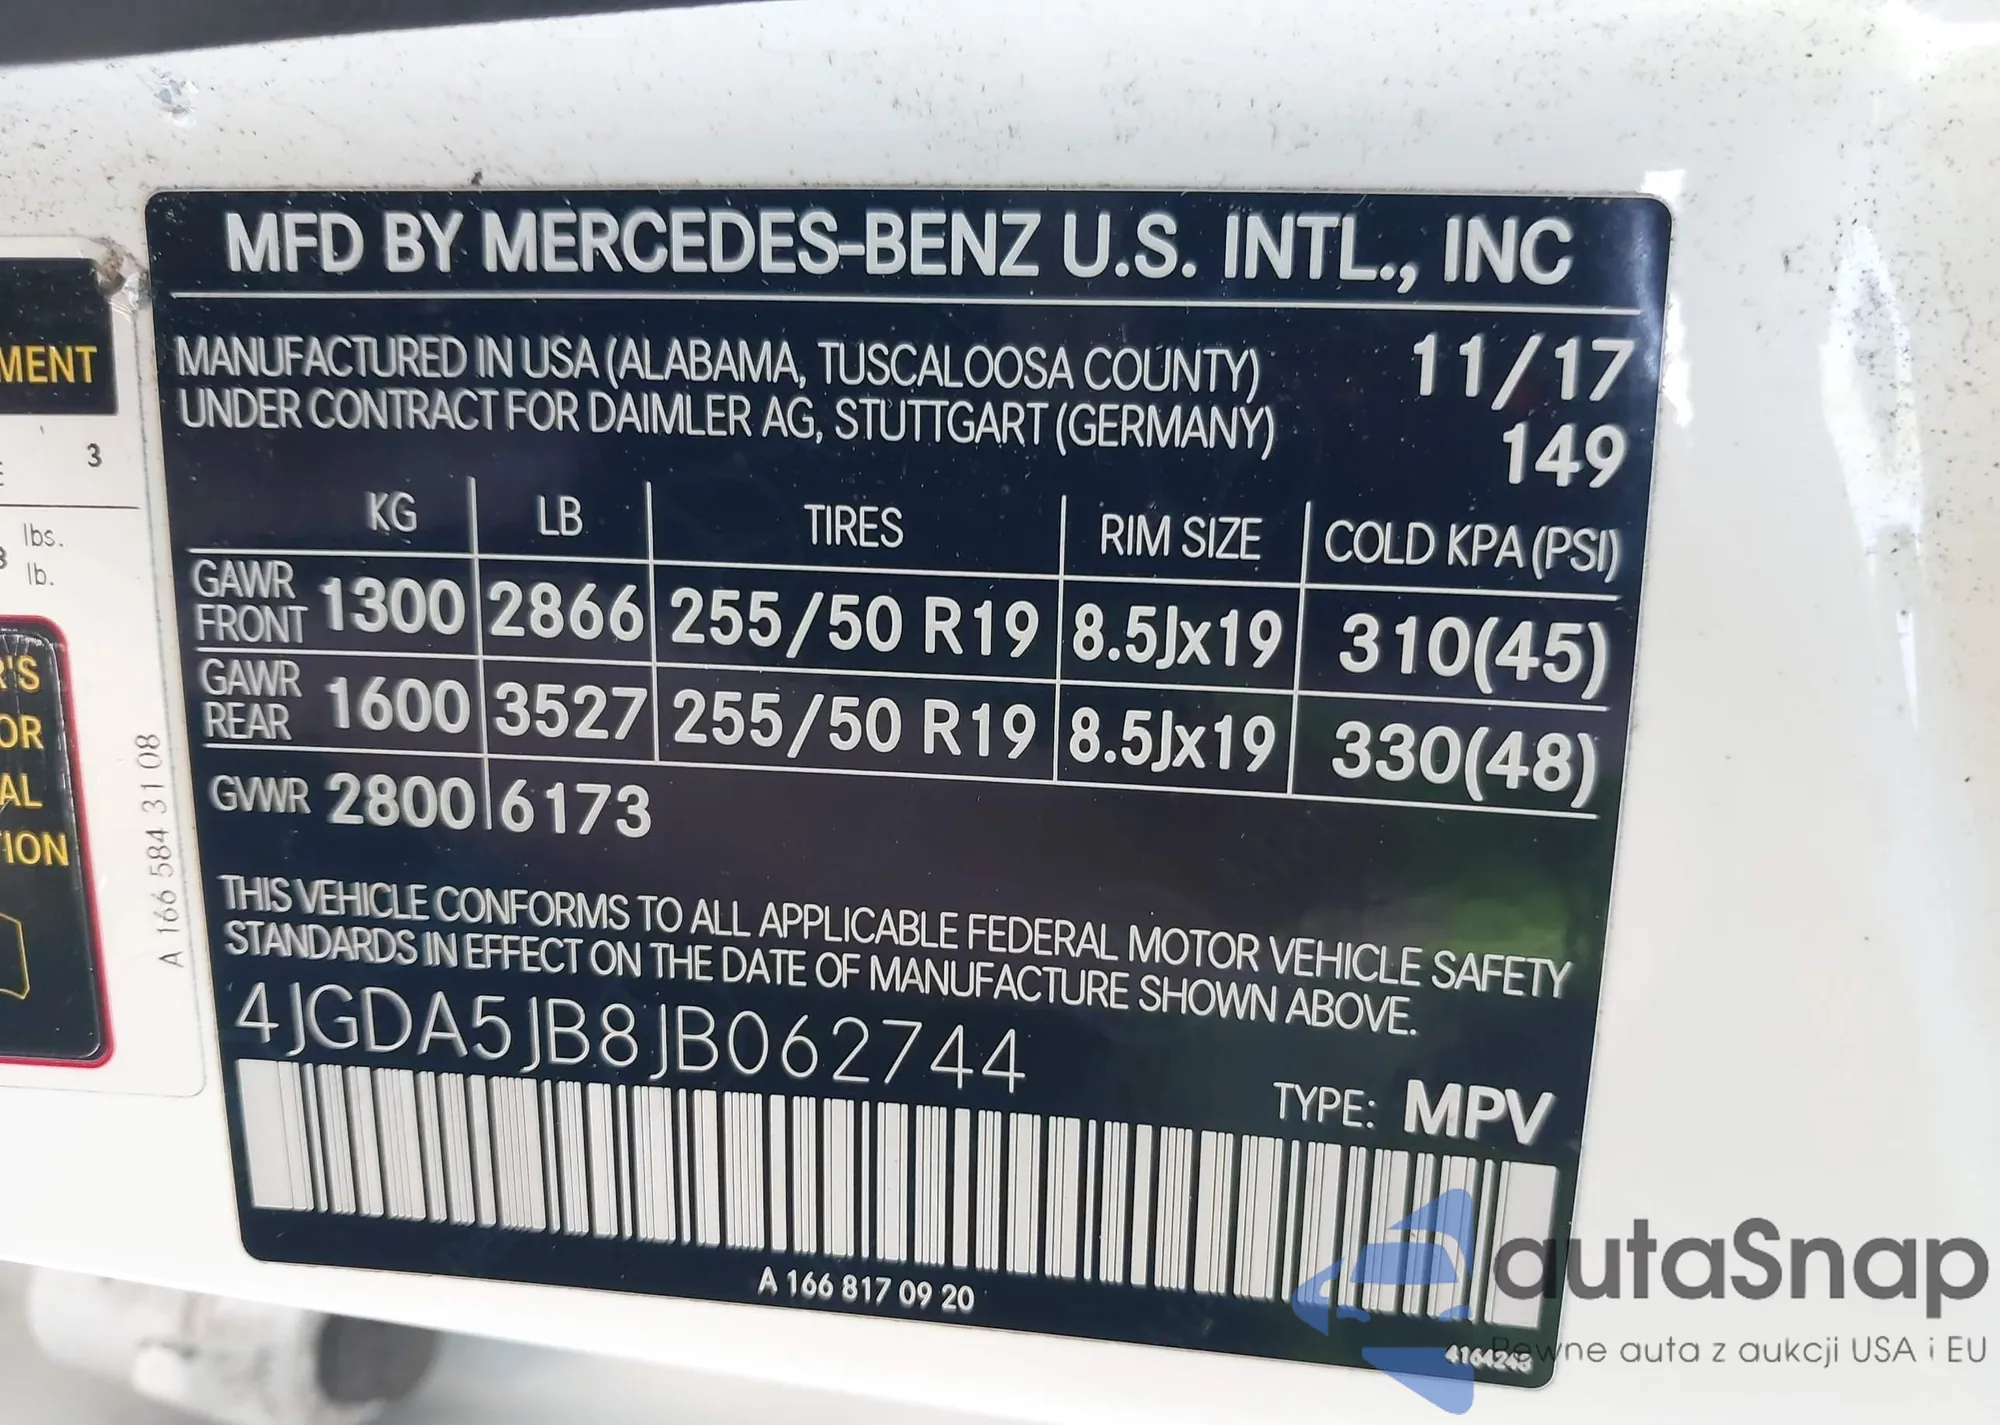 MFD BY MERCEDES-BENZ U.S. INTL., INC
MANUFACTURED IN USA (ALABAMA, TUSCALOOSA COUNTY) 11/17
UNDER CONTRACT FOR DAIMLER AG, STUTTGART (GERMANY) 149
KG LB TIRES RIM SIZE COLD KPA (PSI)
GAWR FRONT 1300 2866 255/50 R19 8.5Jx19 310(45)
GAWR REAR 1600 3527 255/50 R19 8.5Jx19 330(48)
GVWR 2800 6173
THIS VEHICLE CONFORMS TO ALL APPLICABLE FEDERAL MOTOR VEHICLE SAFETY
STANDARDS IN EFFECT ON THE DATE OF MANUFACTURE SHOWN ABOVE.
4JGDA5JB8JB062744
TYPE: MPV
A 166 817 09 20
4164248
A 166 584 31 08
MENT
3
lbs.
lb.
R'S
OR
AL
TION
autaSnap
Pewne auta z aukcji USA i EU